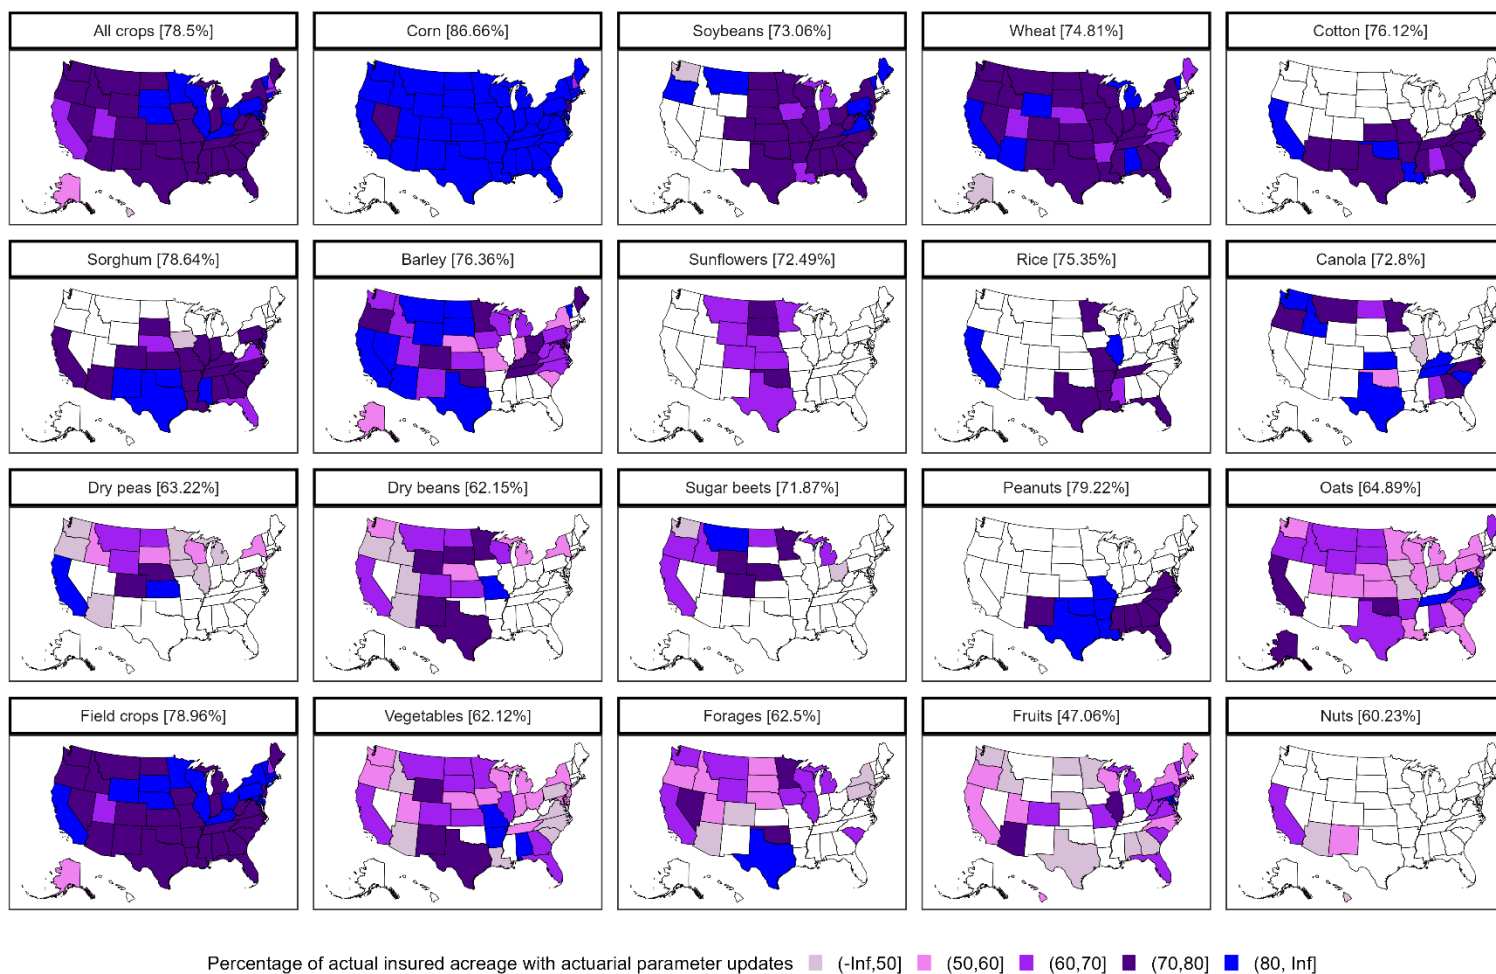 All crops [78.5%]
Corn [86.66%]
Soybeans [73.06%]
Wheat [74.81%]
Cotton [76.12%]
Sorghum [78.64%]
Barley [76.36%]
Sunflowers [72.49%]
Rice [75.35%]
Canola [72.8%]
Dry peas [63.22%]
Dry beans [62.15%]
Sugar beets [71.87%]
Peanuts [79.22%]
Oats [64.89%]
Field crops [78.96%]
Vegetables [62.12%]
Forages [62.5%]
Fruits [47.06%]
Nuts [60.23%]
Percentage of actual insured acreage with actuarial parameter updates (-Inf,50] (50,60] (60,70] (70,80] (80, Inf]